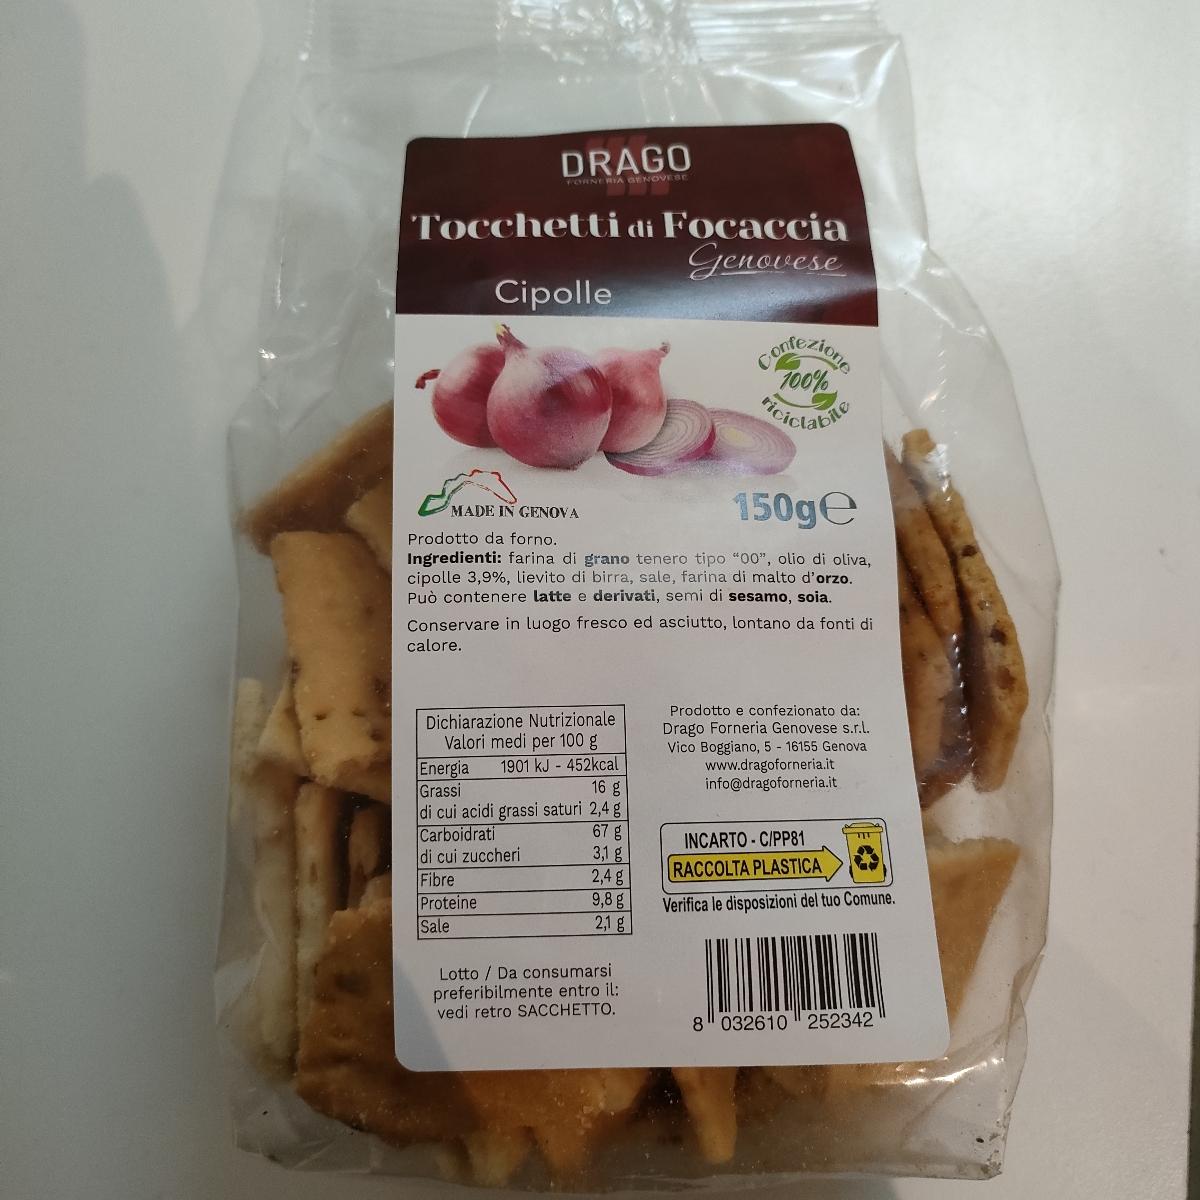 DRAGO
FORNERIA GENOVESE
Tocchetti di Focaccia
Genovese
Cipolle
Confezione
100%
riciclabile
MADE IN GENOVA
150g℮
Prodotto da forno.
Ingredienti: farina di grano tenero tipo “00”, olio di oliva,
cipolle 3,9%, lievito di birra, sale, farina di malto d'orzo.
Può contenere latte e derivati, semi di sesamo, soia.
Conservare in luogo fresco ed asciutto, lontano da fonti di
calore.
Dichiarazione Nutrizionale
Valori medi per 100 g
Energia 1901 kJ - 452kcal
Grassi 16 g
di cui acidi grassi saturi 2,4 g
Carboidrati 67 g
di cui zuccheri 3,1 g
Fibre 2,4 g
Proteine 9,8 g
Sale 2,1 g
Lotto / Da consumarsi
preferibilmente entro il:
vedi retro SACCHETTO.
Prodotto e confezionato da:
Drago Forneria Genovese s.r.l.
Vico Boggiano, 5 - 16155 Genova
www.dragoforneria.it
info@dragoforneria.it
INCARTO - C/PP81
RACCOLTA PLASTICA
Verifica le disposizioni del tuo Comune.
8 032610 252342